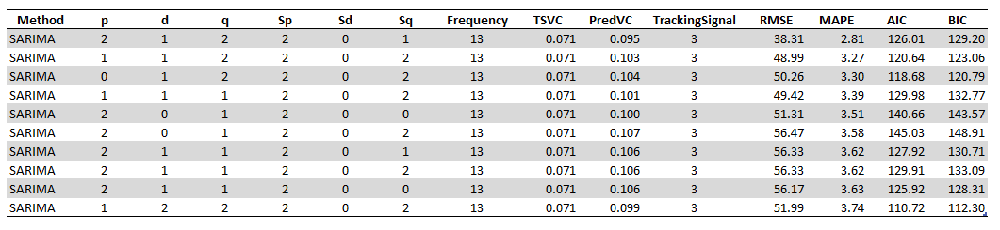 Method p d q Sp Sd Sq Frequency TSVC PredVC TrackingSignal RMSE MAPE AIC BIC
SARIMA 2 1 2 2 0 1 13 0.071 0.095 3 38.31 2.81 126.01 129.20
SARIMA 1 1 2 2 0 2 13 0.071 0.103 3 48.99 3.27 120.64 123.06
SARIMA 0 1 2 2 0 2 13 0.071 0.104 3 50.26 3.30 118.68 120.79
SARIMA 1 1 1 2 0 2 13 0.071 0.101 3 49.42 3.39 129.98 132.77
SARIMA 2 0 1 2 0 0 13 0.071 0.100 3 51.31 3.51 140.66 143.57
SARIMA 2 0 1 2 0 2 13 0.071 0.107 3 56.47 3.58 145.03 148.91
SARIMA 2 1 1 2 0 1 13 0.071 0.106 3 56.33 3.62 127.92 130.71
SARIMA 2 1 1 2 0 2 13 0.071 0.106 3 56.33 3.62 129.91 133.09
SARIMA 2 1 1 2 0 0 13 0.071 0.106 3 56.17 3.63 125.92 128.31
SARIMA 1 2 2 2 0 2 13 0.071 0.099 3 51.99 3.74 110.72 112.30